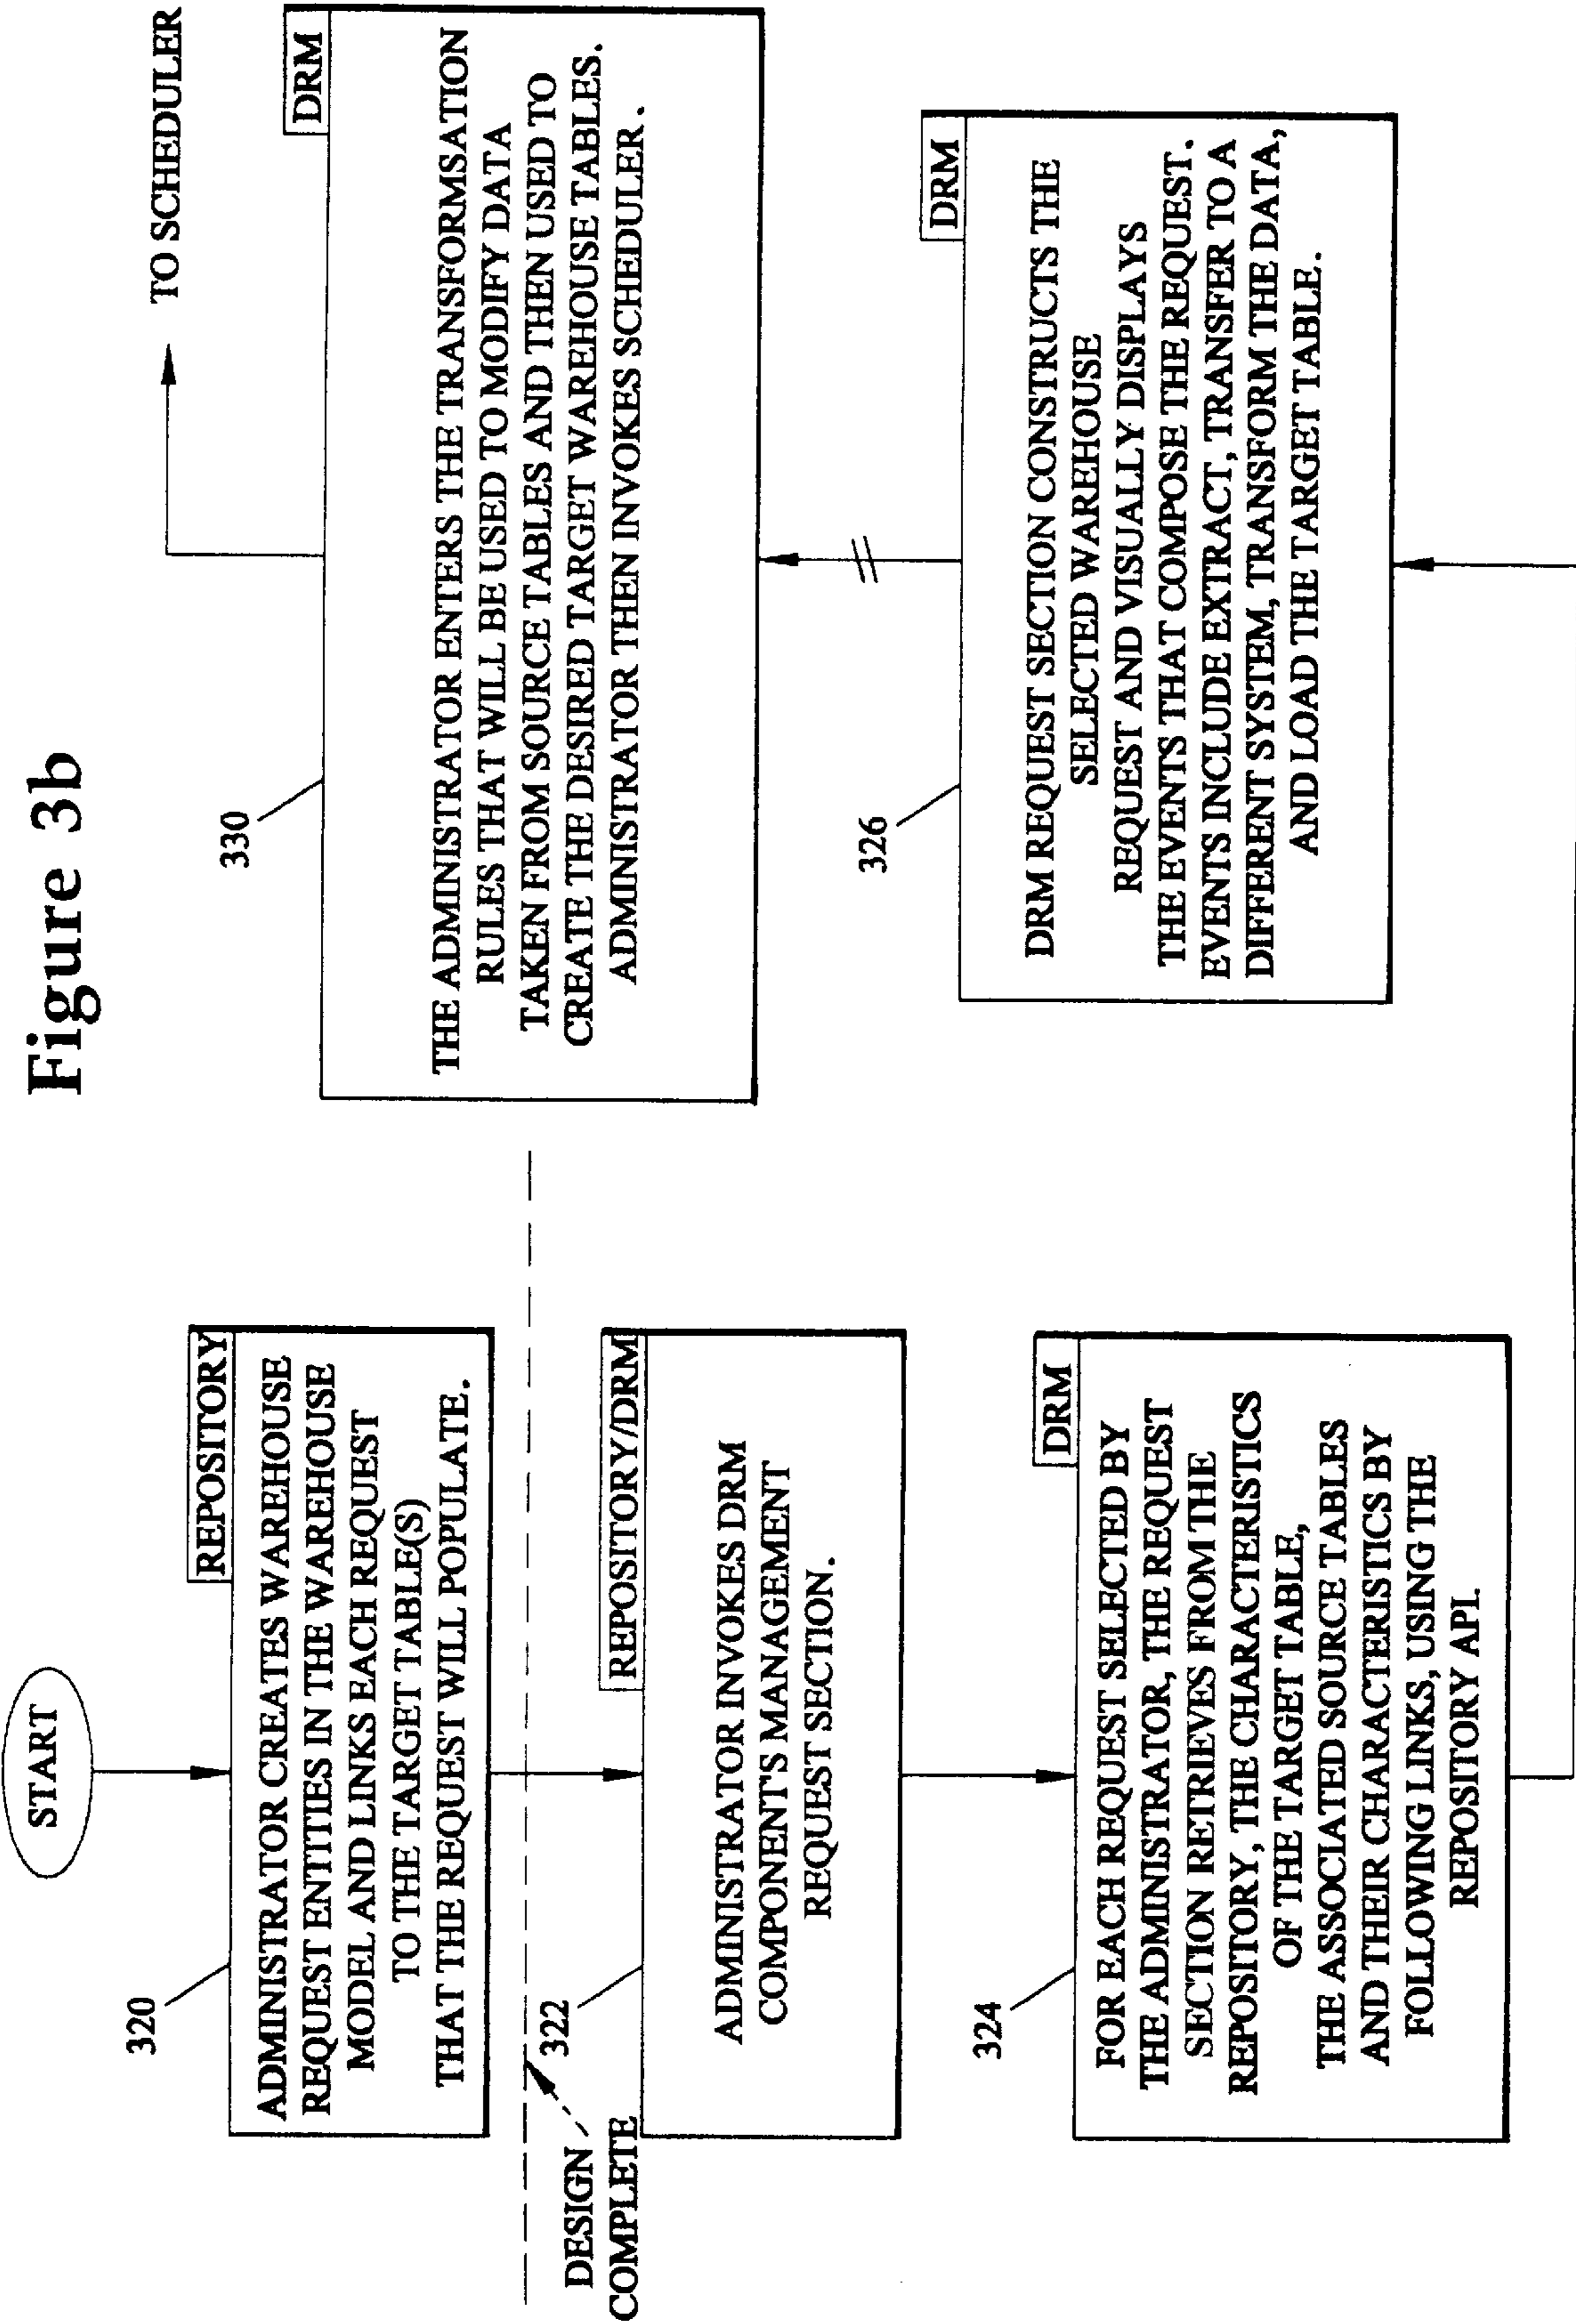 Figure 3b
START
320
REPOSITORY
ADMINISTRATOR CREATES WAREHOUSE
REQUEST ENTITIES IN THE WAREHOUSE
MODEL AND LINKS EACH REQUEST
TO THE TARGET TABLE(S)
THAT THE REQUEST WILL POPULATE.
DESIGN
COMPLETE
322
REPOSITORY/DRM
ADMINISTRATOR INVOKES DRM
COMPONENT'S MANAGEMENT
REQUEST SECTION.
324
DRM
FOR EACH REQUEST SELECTED BY
THE ADMINISTRATOR, THE REQUEST
SECTION RETRIEVES FROM THE
REPOSITORY, THE CHARACTERISTICS
OF THE TARGET TABLE,
THE ASSOCIATED SOURCE TABLES
AND THEIR CHARACTERISTICS BY
FOLLOWING LINKS, USING THE
REPOSITORY API.
326
DRM
DRM REQUEST SECTION CONSTRUCTS THE
SELECTED WAREHOUSE
REQUEST AND VISUALLY DISPLAYS
THE EVENTS THAT COMPOSE THE REQUEST.
EVENTS INCLUDE EXTRACT, TRANSFER TO A
DIFFERENT SYSTEM, TRANSFORM THE DATA,
AND LOAD THE TARGET TABLE.
330
DRM
THE ADMINISTRATOR ENTERS THE TRANSFORMSATION
RULES THAT WILL BE USED TO MODIFY DATA
TAKEN FROM SOURCE TABLES AND THEN USED TO
CREATE THE DESIRED TARGET WAREHOUSE TABLES.
ADMINISTRATOR THEN INVOKES SCHEDULER.
TO SCHEDULER